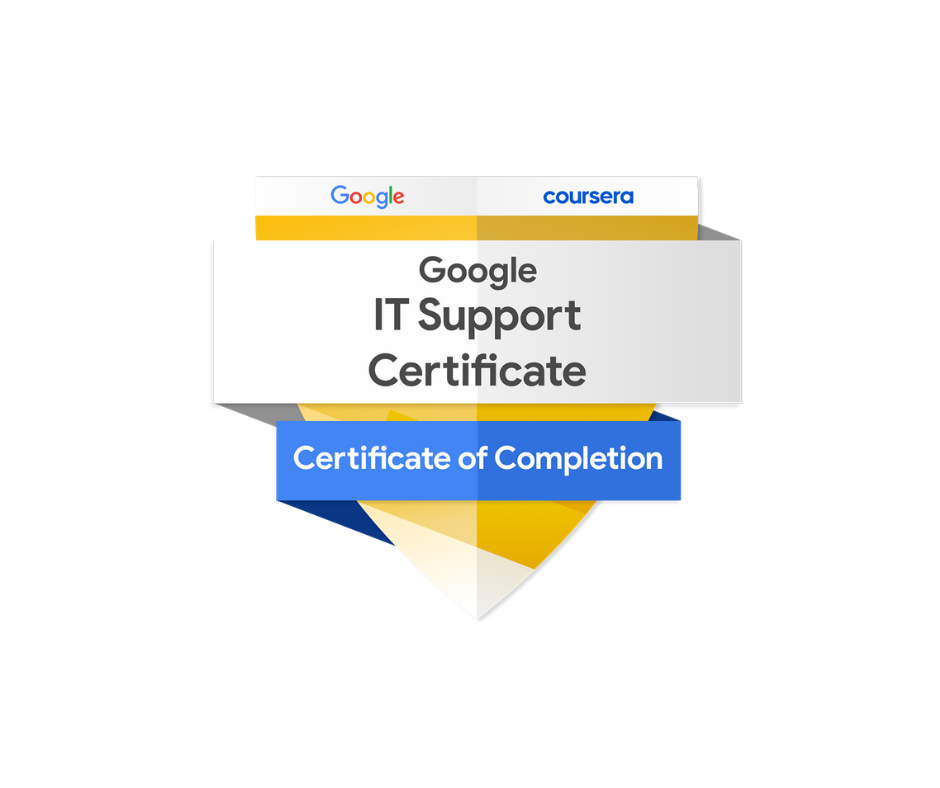 Google coursera
Google
IT Support
Certificate
Certificate of Completion